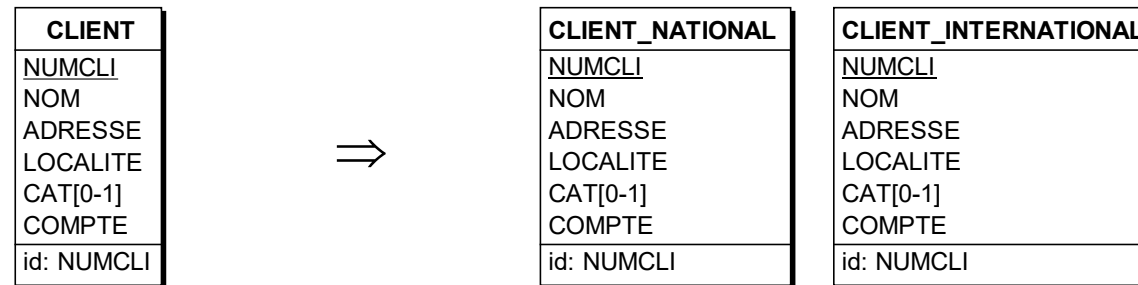 CLIENT
NUMCLI
NOM
ADRESSE
LOCALITE
CAT[0-1]
COMPTE
id: NUMCLI
⇒
CLIENT_NATIONAL
NUMCLI
NOM
ADRESSE
LOCALITE
CAT[0-1]
COMPTE
id: NUMCLI
CLIENT_INTERNATIONAL
NUMCLI
NOM
ADRESSE
LOCALITE
CAT[0-1]
COMPTE
id: NUMCLI